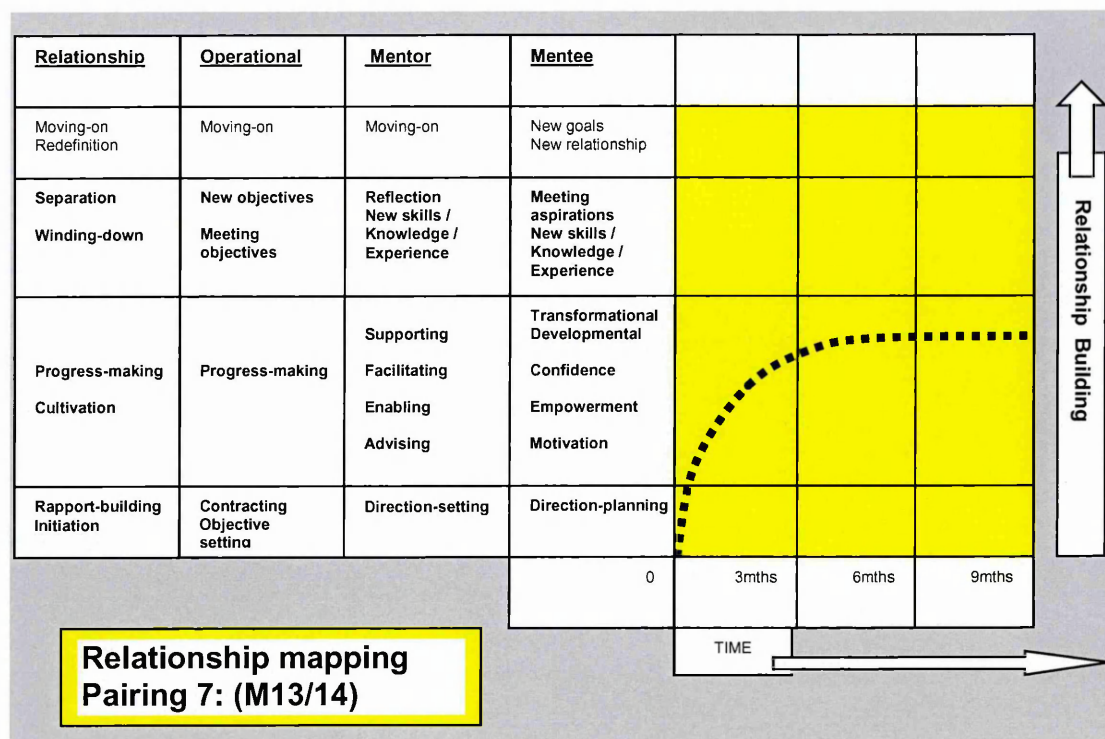 Relationship
Operational
Mentor
Mentee
Moving-on
Redefinition
Moving-on
Moving-on
New goals
New relationship
Separation
Winding-down
New objectives
Meeting
objectives
Reflection
New skills /
Knowledge /
Experience
Meeting
aspirations
New skills /
Knowledge /
Experience
Progress-making
Cultivation
Progress-making
Supporting
Facilitating
Enabling
Advising
Transformational
Developmental
Confidence
Empowerment
Motivation
Rapport-building
Initiation
Contracting
Objective
setting
Direction-setting
Direction-planning
0
3mths
6mths
9mths
TIME
Relationship Building
Relationship mapping
Pairing 7: (M13/14)